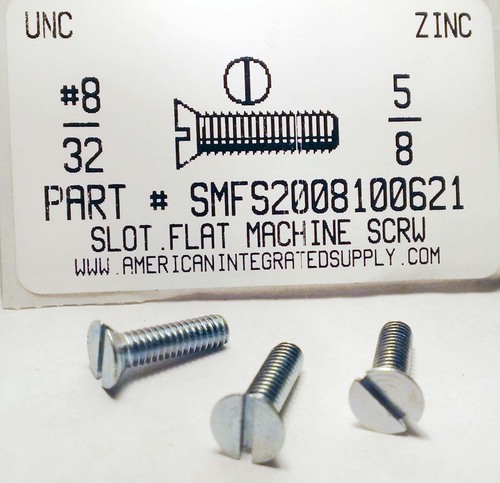 UNC ZINC
#8
32
5
8
PART # SMFS2008100621
SLOT.FLAT MACHINE SCRW
WWW.AMERICANINTEGRATEDSUPPLY.COM